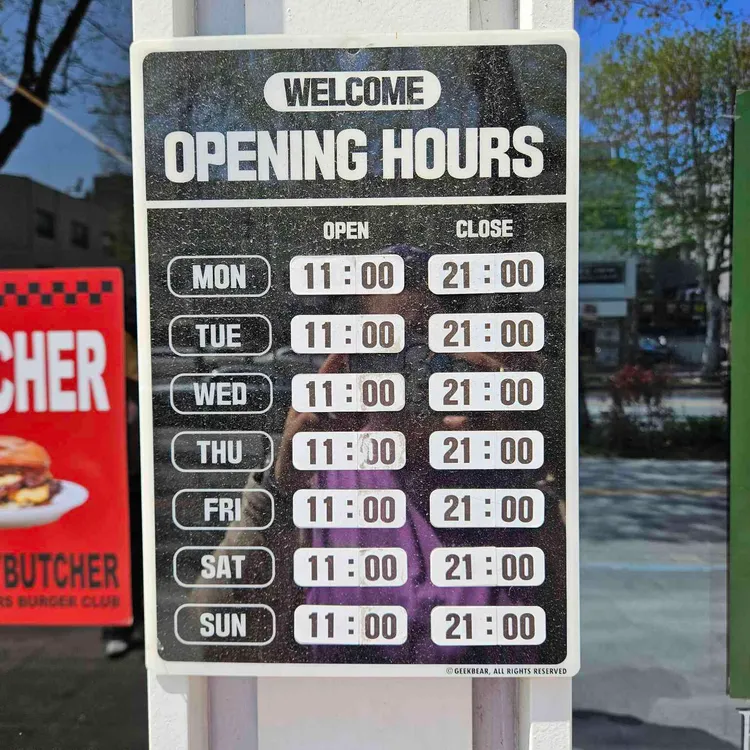 WELCOME
OPENING HOURS
OPEN CLOSE
MON 11:00 21:00
TUE 11:00 21:00
WED 11:00 21:00
THU 11:00 21:00
FRI 11:00 21:00
SAT 11:00 21:00
SUN 11:00 21:00
© GEEKBEAR, ALL RIGHTS RESERVED
CHER
BUTCHER
RS BURGER CLUB